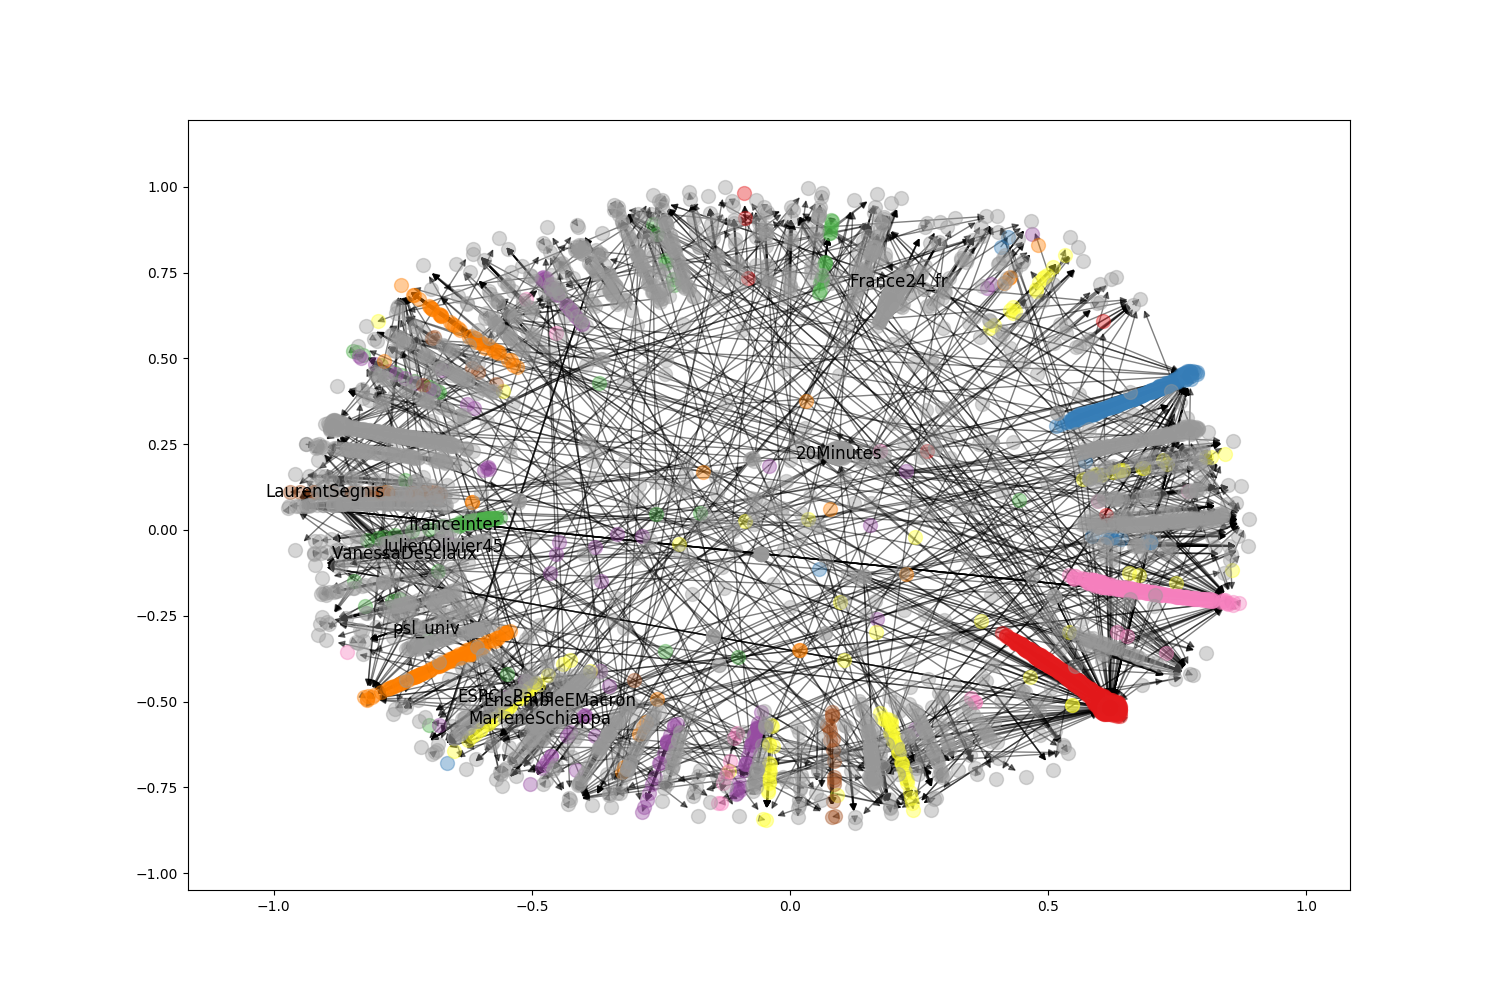 1.00
0.75
France24_fr
0.50
0.25
20Minutes
LaurentSegnis
0.00
franceinter
JulienOlivier45
VanessaDesclaux
−0.25
psl_univ
−0.50
ESPCI_Paris
EnsembleEMacron
MarleneSchiappa
−0.75
−1.00
−1.0 −0.5 0.0 0.5 1.0